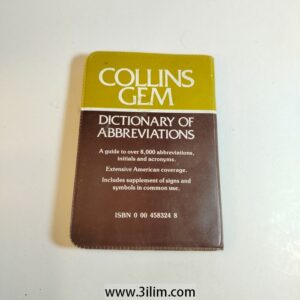 COLLINS
GEM
DICTIONARY OF
ABBREVIATIONS
A guide to over 8,000 abbreviations,
initials and acronyms.
Extensive American coverage.
Includes supplement of signs and
symbols in common use.
ISBN 0 00 458324 8
www.3ilim.com